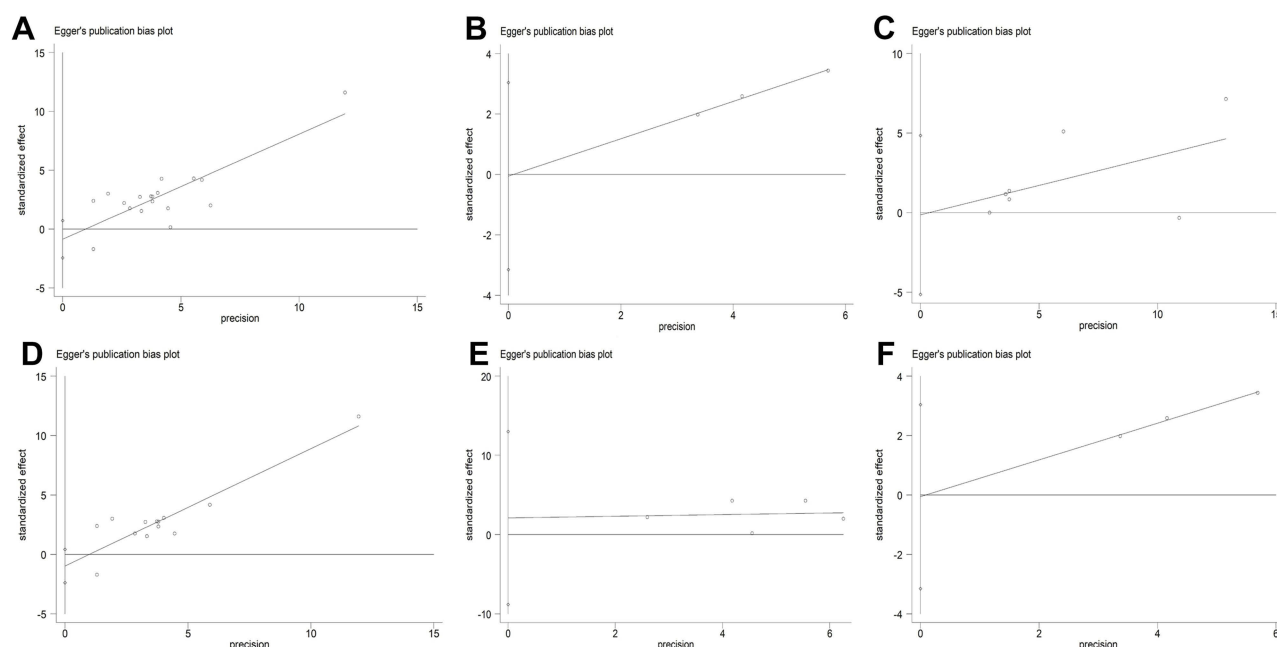 A
Egger's publication bias plot
15
10
5
0
-5
standardized effect
0 5 10 15
precision
B
Egger's publication bias plot
4
2
0
-2
-4
standardized effect
0 2 4 6
precision
C
Egger's publication bias plot
10
5
0
-5
standardized effect
0 5 10 15
precision
D
Egger's publication bias plot
15
10
5
0
-5
standardized effect
0 5 10 15
precision
E
Egger's publication bias plot
20
10
0
-10
standardized effect
0 2 4 6
precision
F
Egger's publication bias plot
4
2
0
-2
-4
standardized effect
0 2 4 6
precision